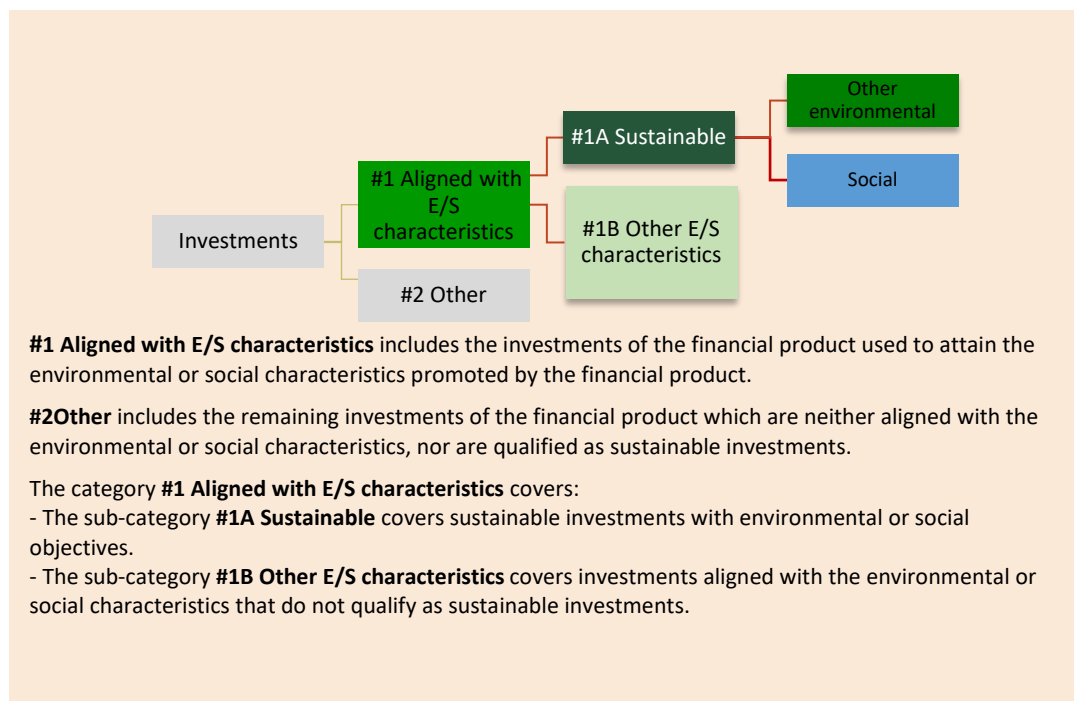 Other
environmental
#1A Sustainable
#1 Aligned with
E/S
characteristics
Social
#1B Other E/S
characteristics
Investments
#2 Other
#1 Aligned with E/S characteristics includes the investments of the financial product used to attain the
environmental or social characteristics promoted by the financial product.
#2Other includes the remaining investments of the financial product which are neither aligned with the
environmental or social characteristics, nor are qualified as sustainable investments.
The category #1 Aligned with E/S characteristics covers:
- The sub-category #1A Sustainable covers sustainable investments with environmental or social
objectives.
- The sub-category #1B Other E/S characteristics covers investments aligned with the environmental or
social characteristics that do not qualify as sustainable investments.